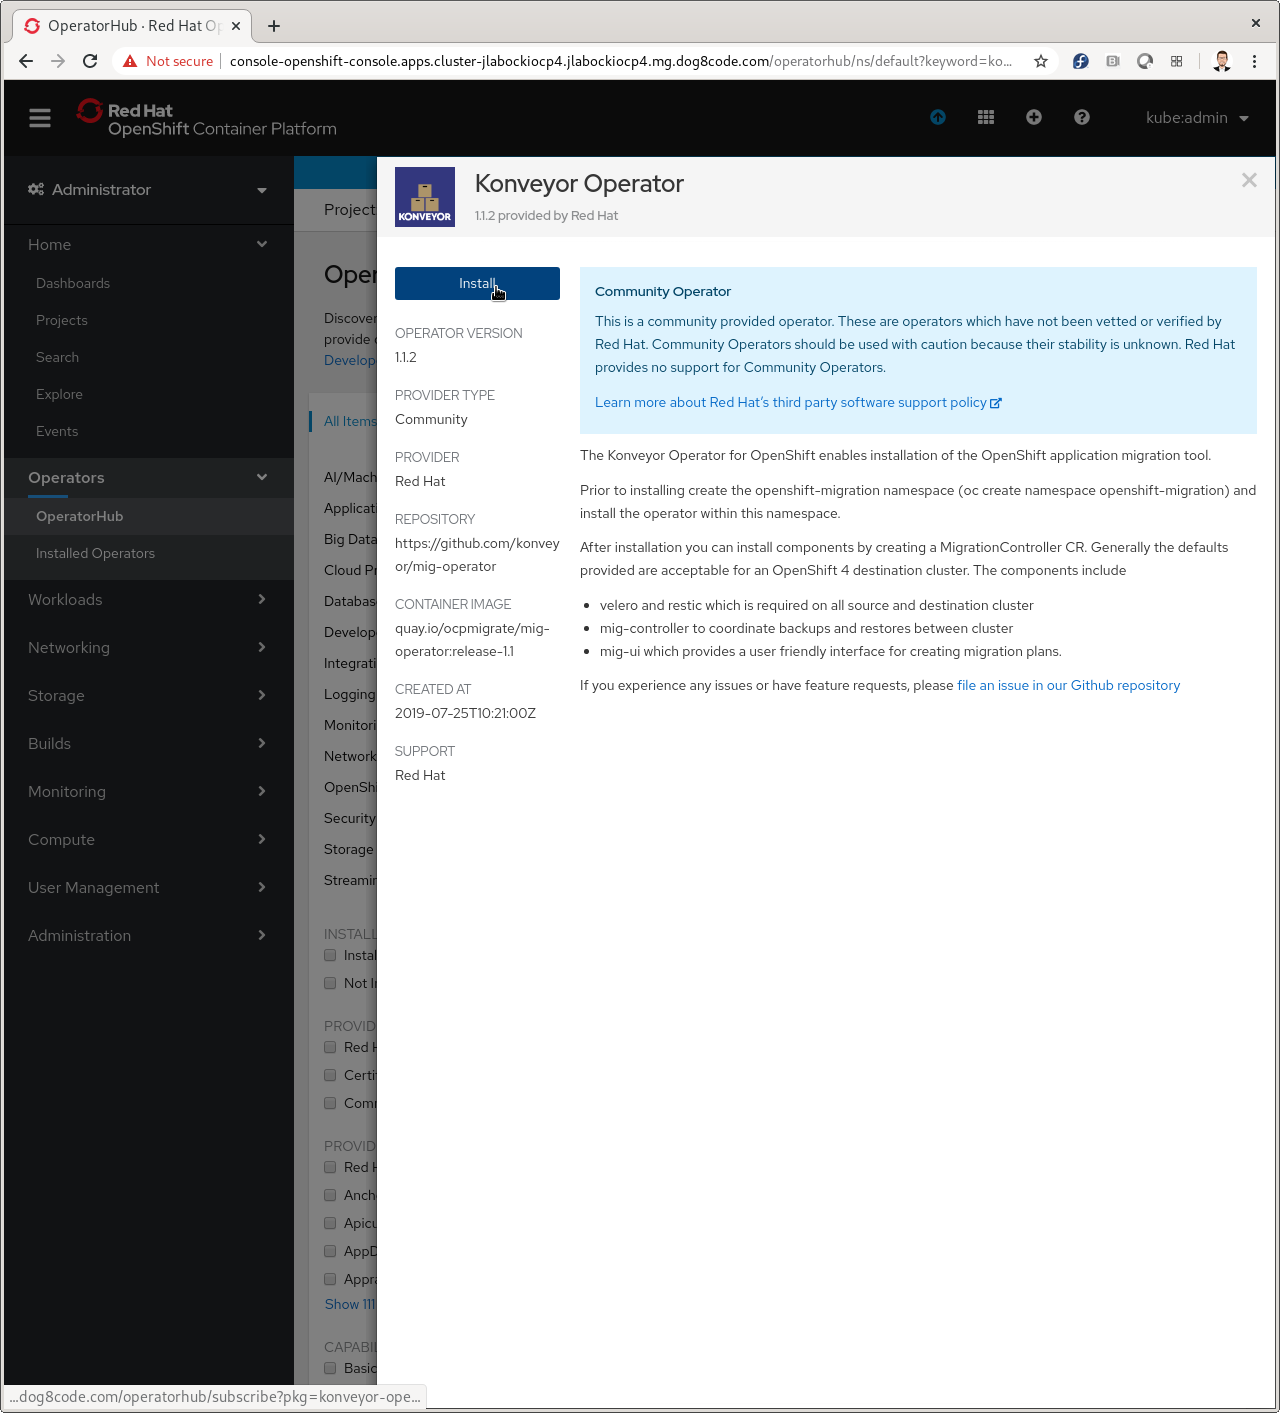 OperatorHub · Red Hat Op
Not secure
console-openshift-console.apps.cluster-jlabockiocp4.jlabockiocp4.mg.dog8code.com/operatorhub/ns/default?keyword=ko...
Red Hat
OpenShift Container Platform
kube:admin
Administrator
Home
Dashboards
Projects
Search
Explore
Events
Operators
OperatorHub
Installed Operators
Workloads
Networking
Storage
Builds
Monitoring
Compute
User Management
Administration
Project
Oper
Discover
provide
Develop
All Items
AI/Mach
Applicati
Big Data
Cloud Pr
Databas
Develop
Integrati
Logging
Monitori
Network
OpenShi
Security
Storage
Streamin
INSTALL
Instal
Not In
PROVID
Red H
Certif
Comm
PROVID
Red H
Ancho
Apicu
AppD
Appra
Show 111
CAPABIL
Basic
KONVEYOR
Konveyor Operator
1.1.2 provided by Red Hat
Install
OPERATOR VERSION
1.1.2
PROVIDER TYPE
Community
PROVIDER
Red Hat
REPOSITORY
https://github.com/konvey
or/mig-operator
CONTAINER IMAGE
quay.io/ocpmigrate/mig-
operator:release-1.1
CREATED AT
2019-07-25T10:21:00Z
SUPPORT
Red Hat
Community Operator
This is a community provided operator. These are operators which have not been vetted or verified by
Red Hat. Community Operators should be used with caution because their stability is unknown. Red Hat
provides no support for Community Operators.
Learn more about Red Hat's third party software support policy
The Konveyor Operator for OpenShift enables installation of the OpenShift application migration tool.
Prior to installing create the openshift-migration namespace (oc create namespace openshift-migration) and
install the operator within this namespace.
After installation you can install components by creating a MigrationController CR. Generally the defaults
provided are acceptable for an OpenShift 4 destination cluster. The components include
• velero and restic which is required on all source and destination cluster
• mig-controller to coordinate backups and restores between cluster
• mig-ui which provides a user friendly interface for creating migration plans.
If you experience any issues or have feature requests, please file an issue in our Github repository
...dog8code.com/operatorhub/subscribe?pkg=konveyor-ope...